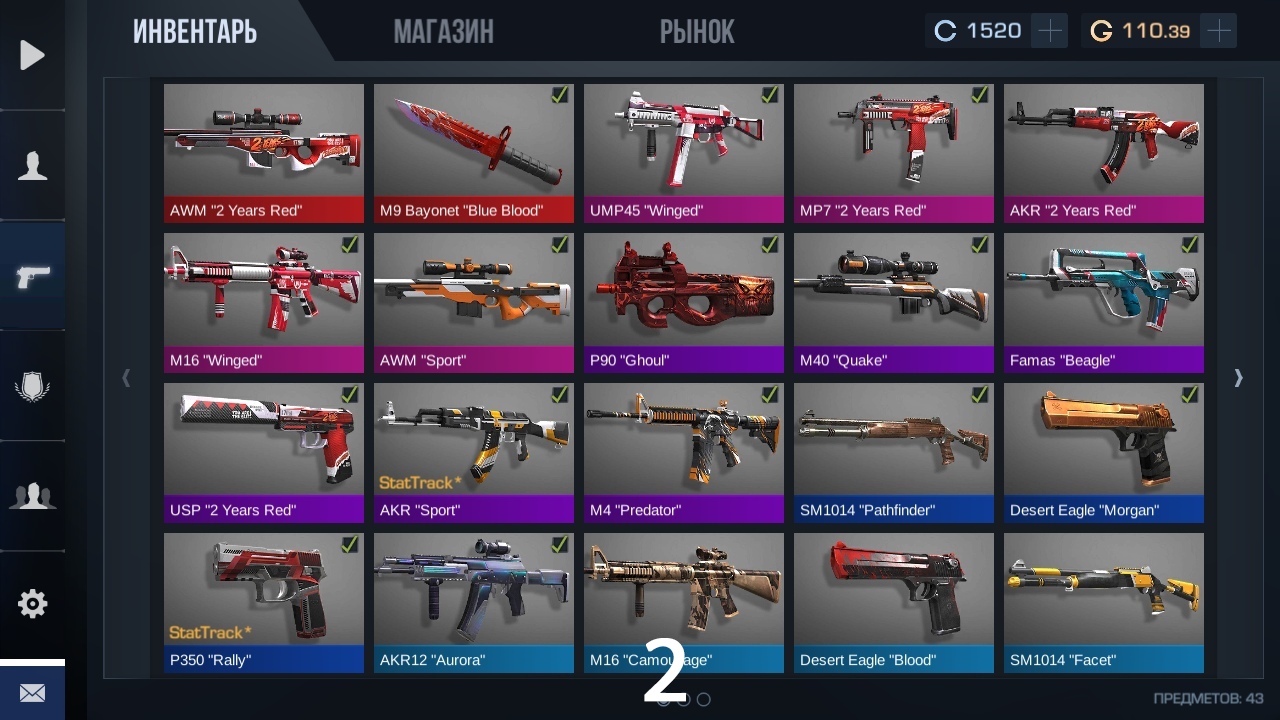 ИНВЕНТАРЬ МАГАЗИН РЫНОК C 1520 G 110.39
AWM "2 Years Red" M9 Bayonet "Blue Blood" UMP45 "Winged" MP7 "2 Years Red" AKR "2 Years Red"
M16 "Winged" AWM "Sport" P90 "Ghoul" M40 "Quake" Famas "Beagle"
StatTrack*
USP "2 Years Red" AKR "Sport" M4 "Predator" SM1014 "Pathfinder" Desert Eagle "Morgan"
StatTrack*
P350 "Rally" AKR12 "Aurora" M16 "Camouflage" Desert Eagle "Blood" SM1014 "Facet"
2
ПРЕДМЕТОВ: 43